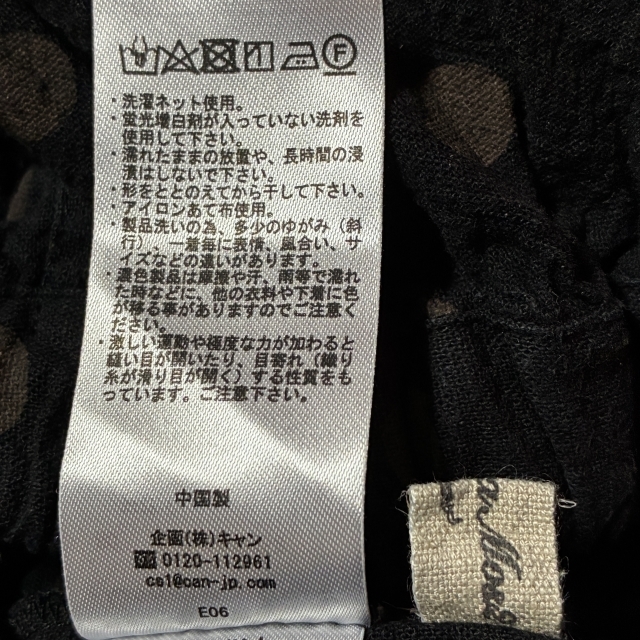 ・洗濯ネット使用。
・蛍光増白剤が入っていない洗剤を
使用して下さい。
・濡れたままの放置や、長時間の浸
漬はしないで下さい。
・形をととのえてから干して下さい。
・アイロンあて布使用。
・製品洗いの為、多少のゆがみ（斜
行）、一着毎に表情、風合い、サ
イズなどの違いがあります。
・濃色製品は摩擦や汗、雨等で濡れ
た時などに、他の衣料や下着に色
が移る事がありますのでご注意く
ださい。
・激しい運動や極度な力が加わると
縫い目が開いたり、目寄れ（織り
糸が滑り目が開く）する性質をも
っています。ご注意下さい。
中国製
企画(株)キャン
0120-112961
cs1@can-jp.com
E06